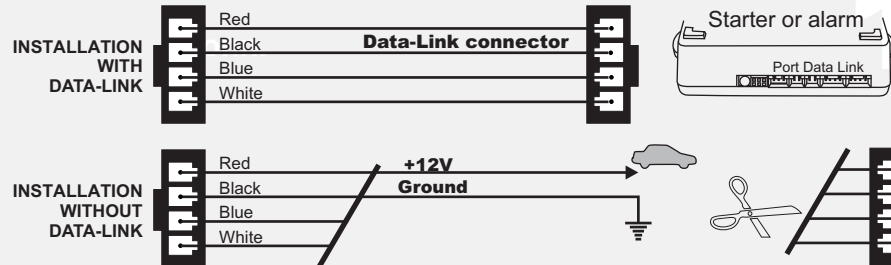 INSTALLATION
WITH
DATA-LINK
Red
Black
Blue
White
Data-Link connector
Starter or alarm
Port Data Link
INSTALLATION
WITHOUT
DATA-LINK
Red
Black
Blue
White
+12V
Ground